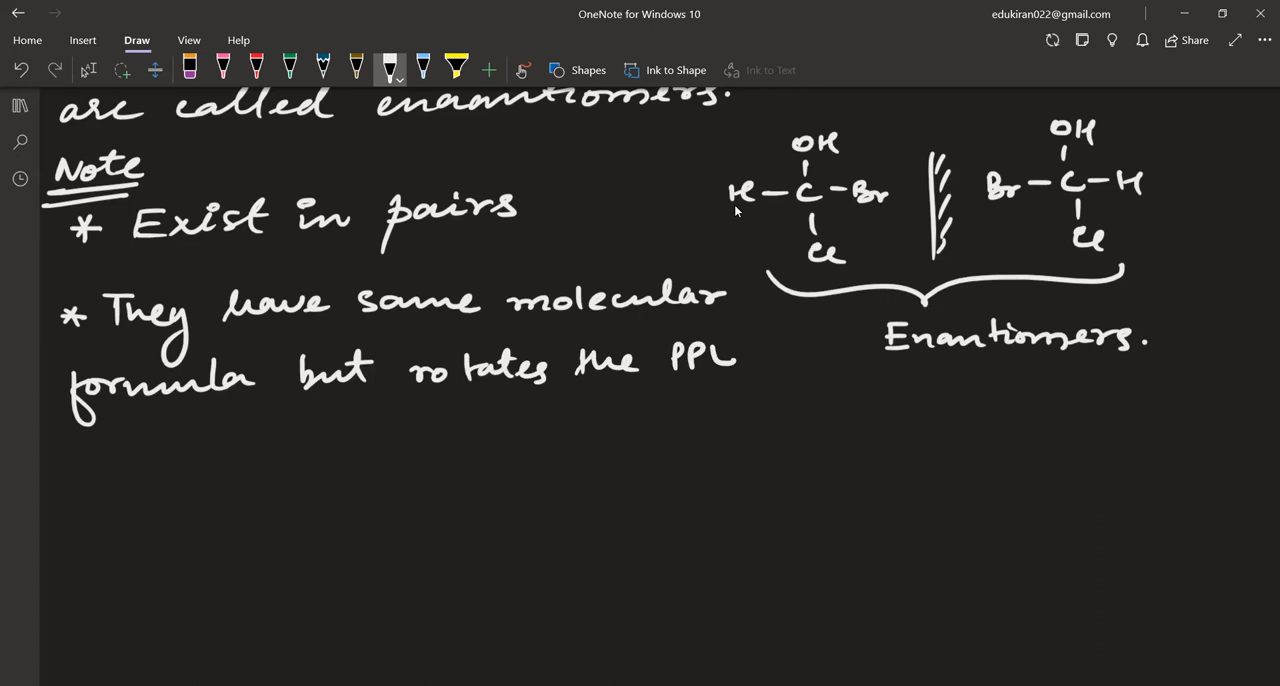 OneNote for Windows 10
edukiran022@gmail.com
Home Insert Draw View Help
Share
Shapes Ink to Shape Ink to Text
are called enaantiomers.
Note
* Exist in pairs
* They have same molecular
formula but rotates the PPL
OH
H - C - Br
Cl
OH
Br - C - H
Cl
Enantiomers.